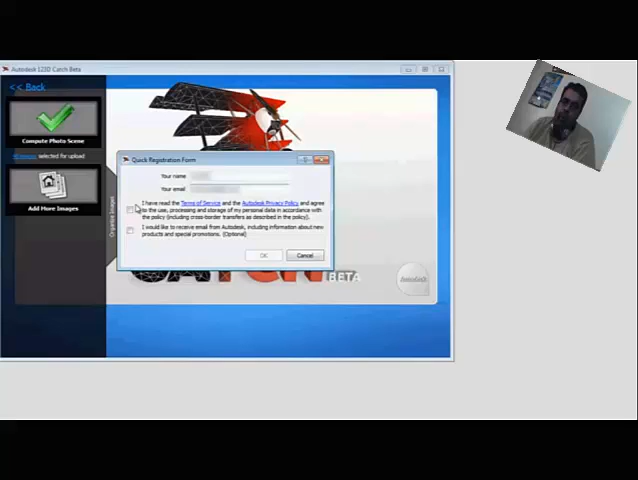 Autodesk 123D Catch Beta
<< Back
Compute Photo Scene
selected for upload
Add More Images
Organize Images
Quick Registration Form
Your name
Your email
I have read the Terms of Service and the Autodesk Privacy Policy and agree
to the use, processing and storage of my personal data in accordance with
the policy (including cross-border transfers as described in the policy).
I would like to receive email from Autodesk, including information about new
products and special promotions. (Optional)
OK
Cancel
BETA
Autodesk